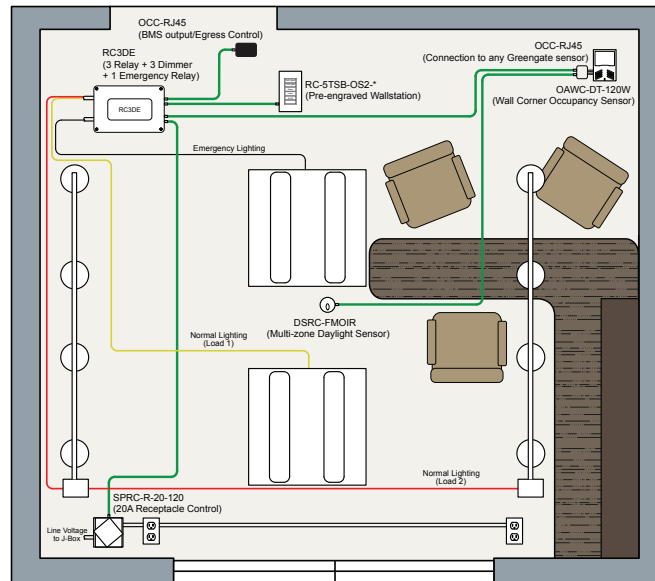 OCC-RJ45
(BMS output/Egress Control)
RC3DE
(3 Relay + 3 Dimmer
+ 1 Emergency Relay)
OCC-RJ45
(Connection to any Greengate sensor)
RC-5TSB-OS2-*
(Pre-engraved Wallstation)
OAWC-DT-120W
(Wall Corner Occupancy Sensor)
RC3DE
Emergency Lighting
DSRC-FMOIR
(Multi-zone Daylight Sensor)
Normal Lighting
(Load 1)
Normal Lighting
(Load 2)
SPRC-R-20-120
(20A Receptacle Control)
Line Voltage
to J-Box